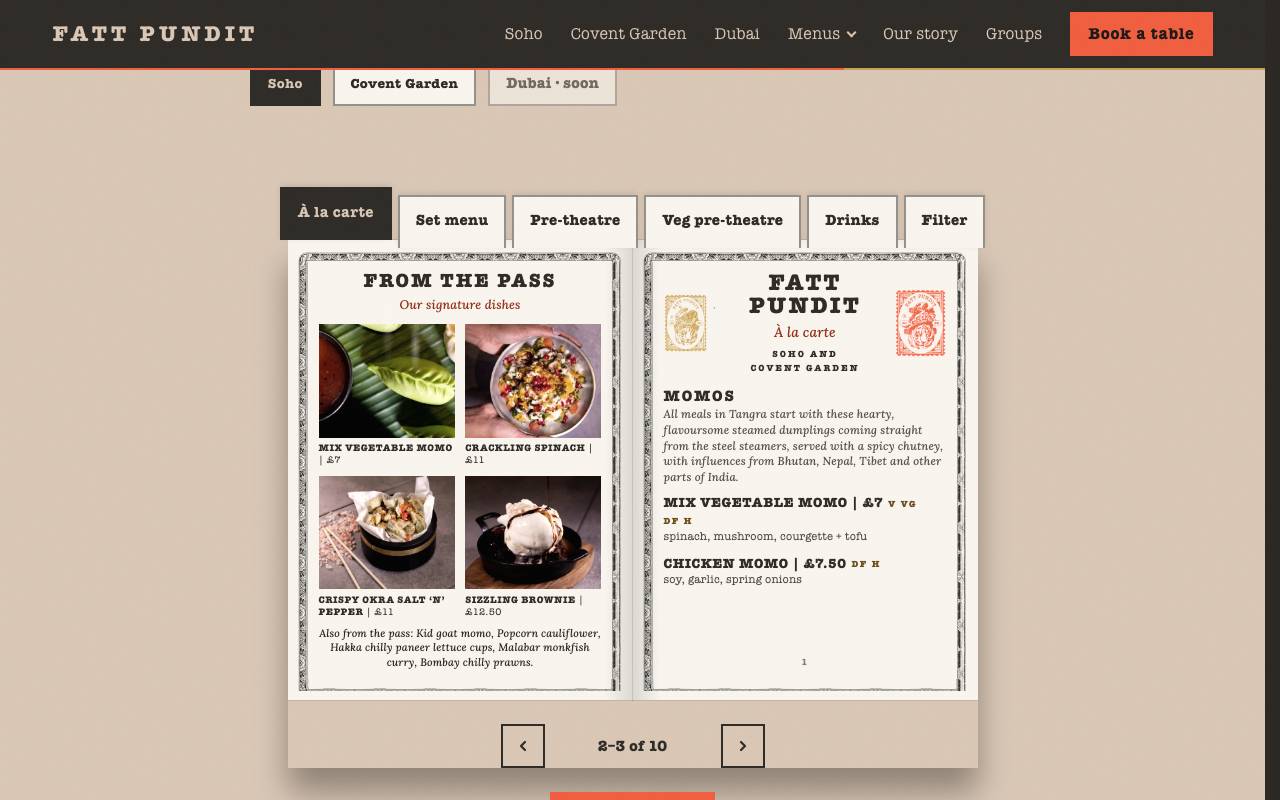 FATT PUNDIT
Soho
Covent Garden
Dubai
Menus
Our story
Groups
Book a table
Soho
Covent Garden
Dubai • soon
À la carte
Set menu
Pre-theatre
Veg pre-theatre
Drinks
Filter
FROM THE PASS
Our signature dishes
MIX VEGETABLE MOMO
| £7
CRACKLING SPINACH |
£11
CRISPY OKRA SALT ‘N’
PEPPER | £11
SIZZLING BROWNIE |
£12.50
Also from the pass: Kid goat momo, Popcorn cauliflower,
Hakka chilly paneer lettuce cups, Malabar monkfish
curry, Bombay chilly prawns.
FATT
PUNDIT
À la carte
SOHO AND
COVENT GARDEN
MOMOS
All meals in Tangra start with these hearty,
flavoursome steamed dumplings coming straight
from the steel steamers, served with a spicy chutney,
with influences from Bhutan, Nepal, Tibet and other
parts of India.
MIX VEGETABLE MOMO | £7 V VG
DF H
spinach, mushroom, courgette + tofu
CHICKEN MOMO | £7.50 DF H
soy, garlic, spring onions
1
2–3 of 10